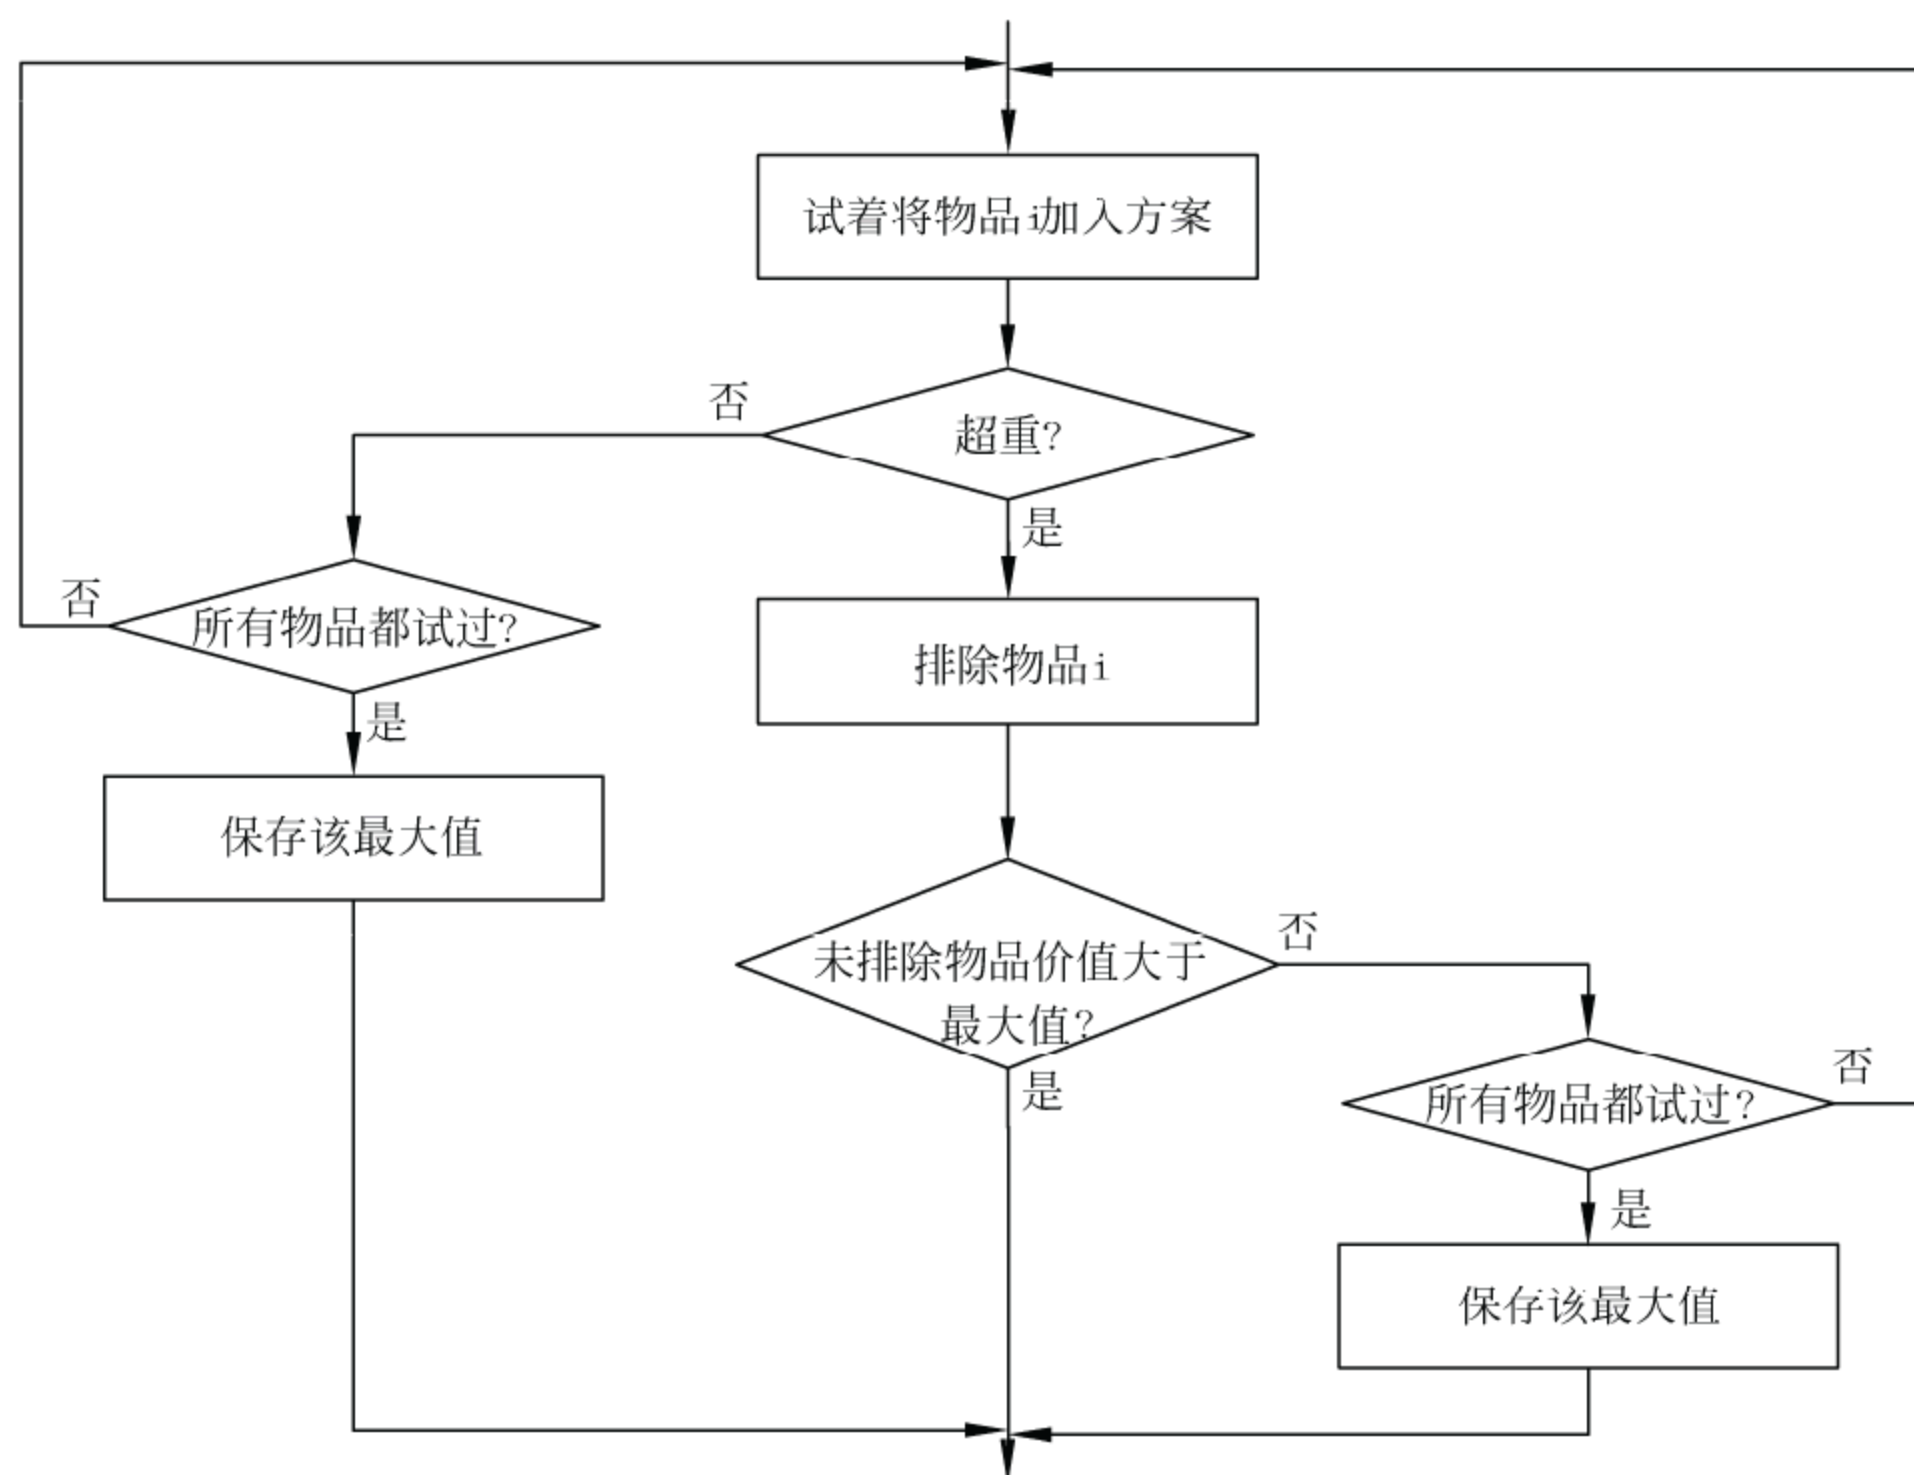 试着将物品i加入方案
否
超重?
是
否
所有物品都试过?
排除物品i
是
保存该最大值
否
未排除物品价值大于
最大值?
是
否
所有物品都试过?
是
保存该最大值